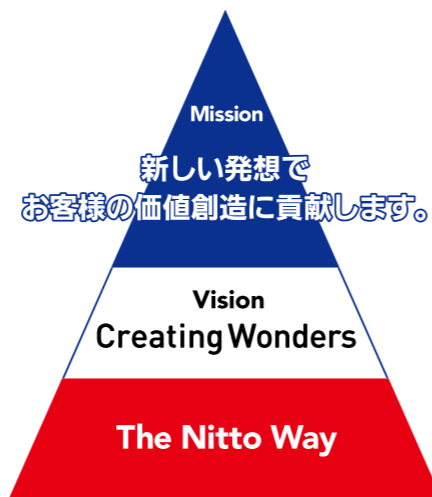 Mission
新しい発想で
お客様の価値創造に貢献します。
Vision
Creating Wonders
The Nitto Way